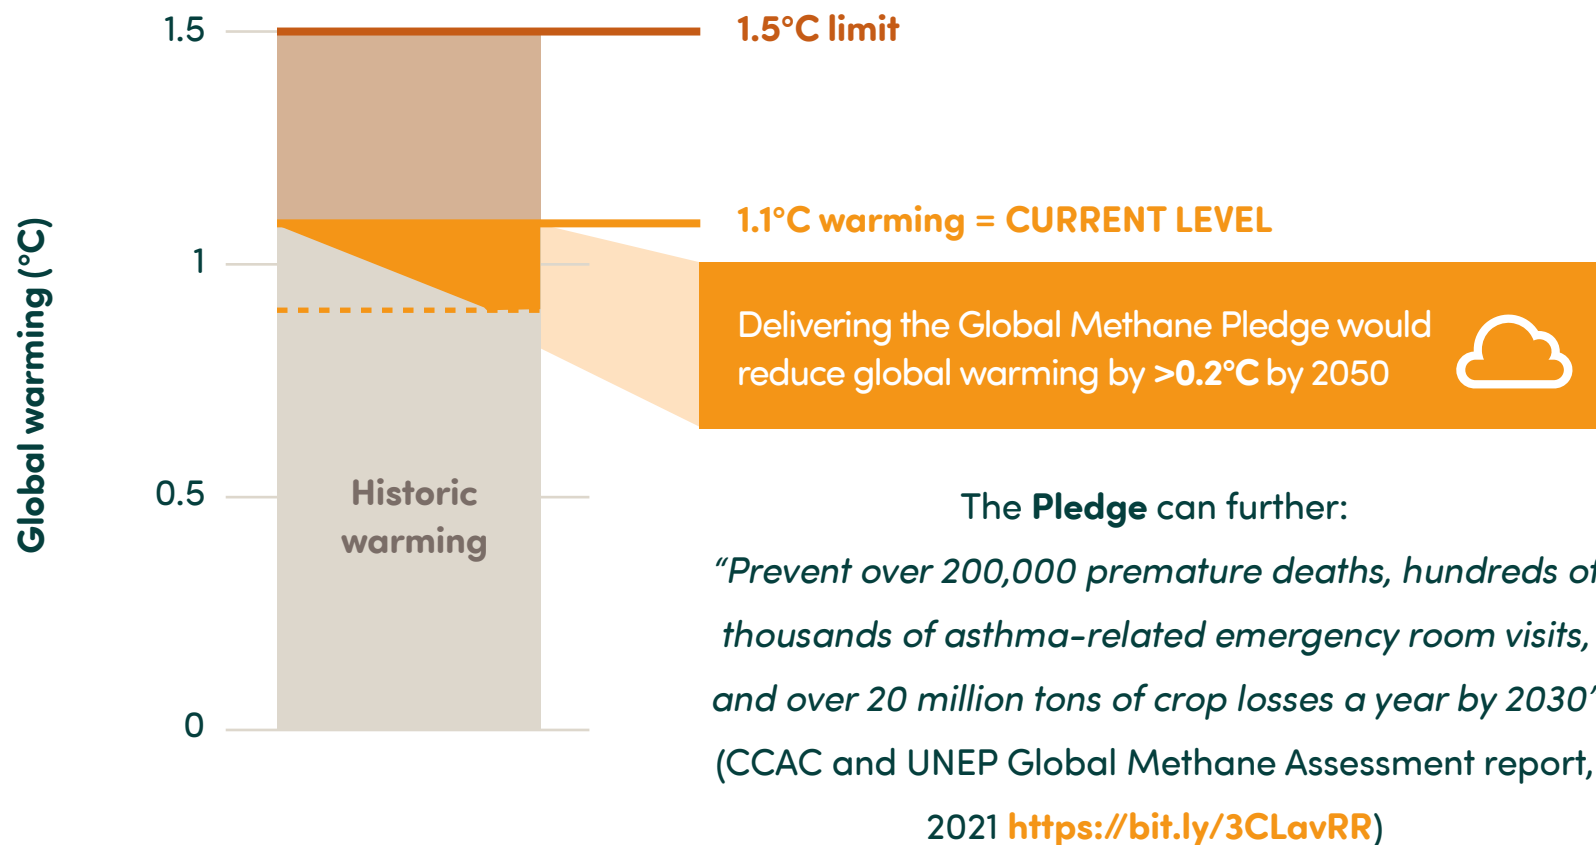 Global warming (°C)
1.5
1
0.5
0
Historic
warming
1.5°C limit
1.1°C warming = CURRENT LEVEL
Delivering the Global Methane Pledge would
reduce global warming by >0.2°C by 2050
The Pledge can further:
“Prevent over 200,000 premature deaths, hundreds of
thousands of asthma-related emergency room visits,
and over 20 million tons of crop losses a year by 2030”
(CCAC and UNEP Global Methane Assessment report,
2021 https://bit.ly/3CLavRR)